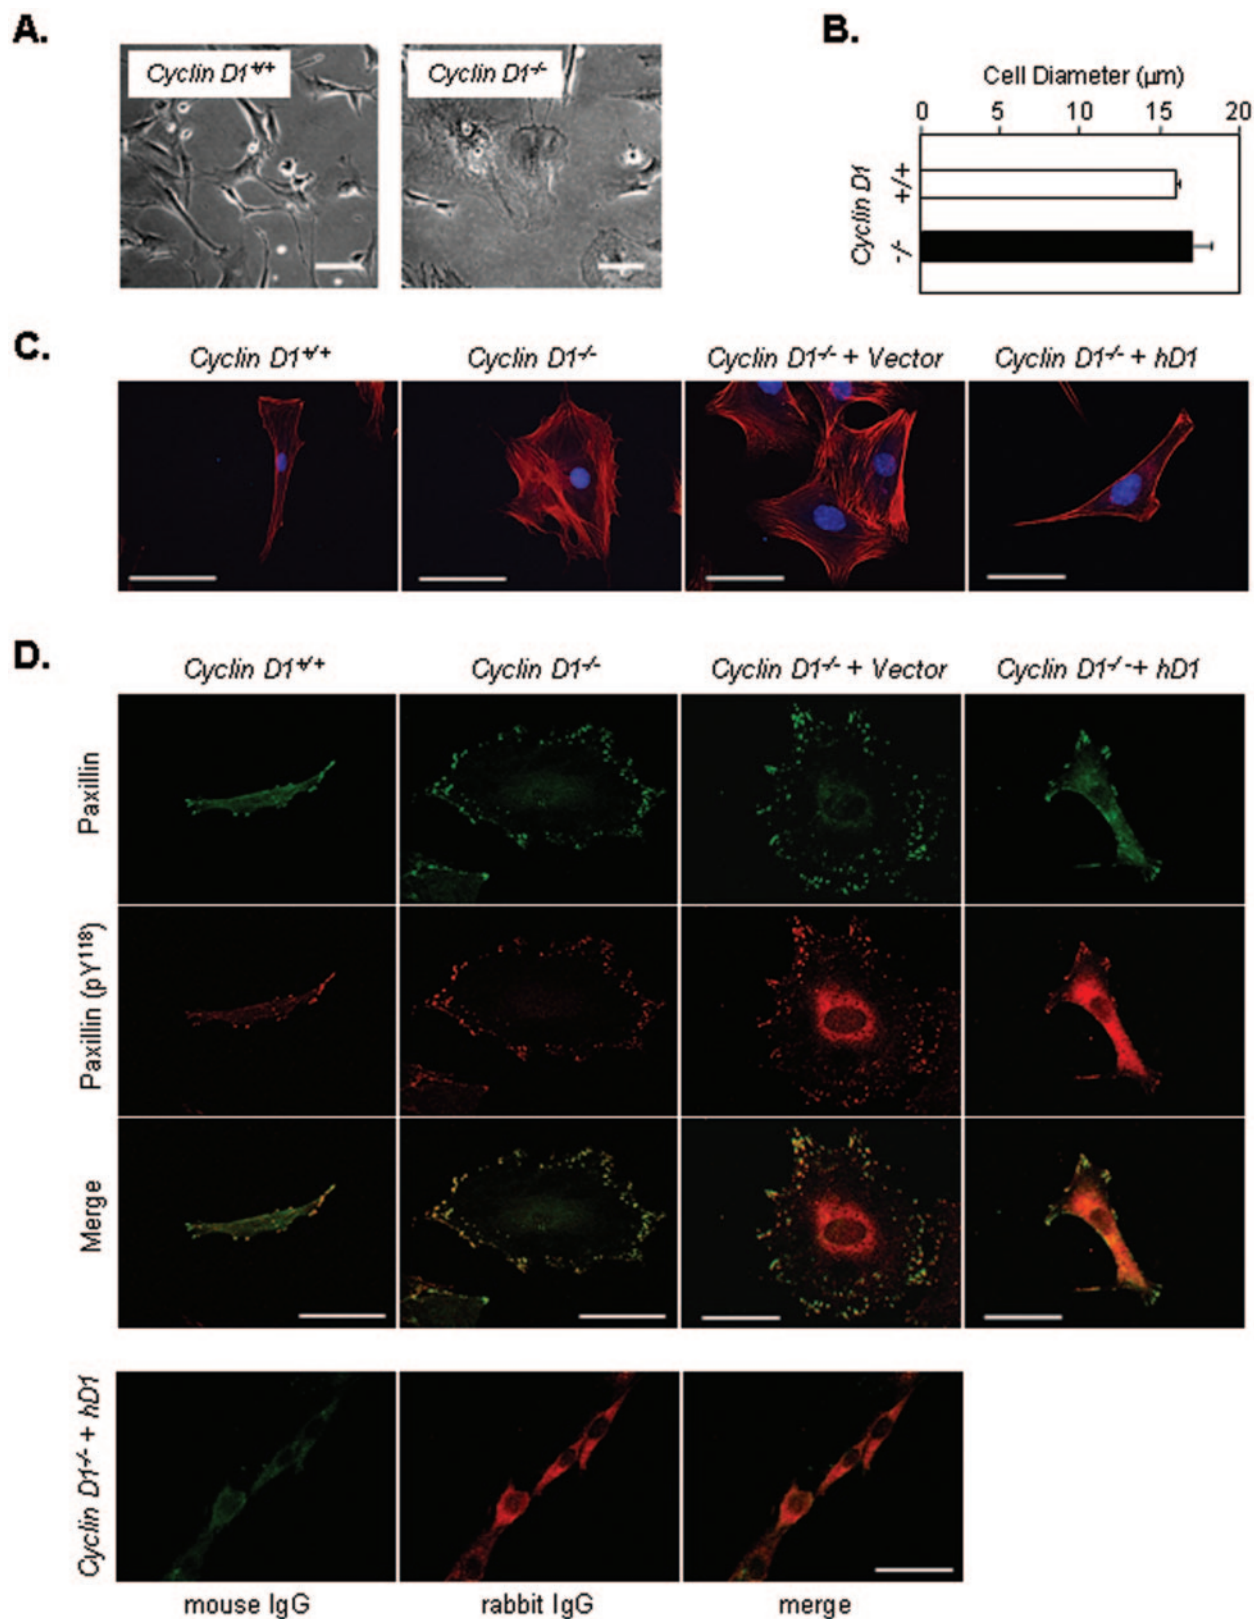 A.
Cyclin D1+/+
Cyclin D1-/-
B.
Cell Diameter (µm)
0 5 10 15 20
Cyclin D1
+/+
-/-
C.
Cyclin D1+/+ Cyclin D1-/- Cyclin D1-/- + Vector Cyclin D1-/- + hD1
D.
Cyclin D1+/+ Cyclin D1-/- Cyclin D1-/- + Vector Cyclin D1-/-+ hD1
Paxillin
Paxillin (pY118)
Merge
Cyclin D1-/- + hD1
mouse IgG rabbit IgG merge